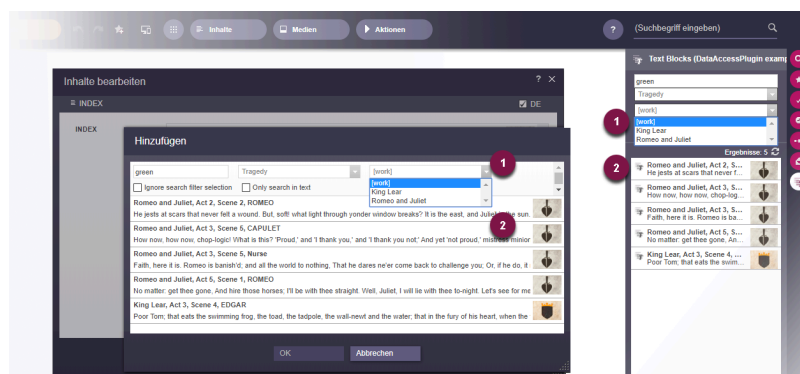 Inhalte
Medien
Aktionen
?
(Suchbegriff eingeben)
Inhalte bearbeiten
?
INDEX
DE
INDEX
Hinzufügen
green
Tragedy
[work]
1
[work]
King Lear
Romeo and Juliet
Ignore search filter selection
Only search in text
Romeo and Juliet, Act 2, Scene 2, ROMEO
He jests at scars that never felt a wound. But, soft! what light through yonder window breaks? It is the east, and Juliet the sun.
2
Romeo and Juliet, Act 3, Scene 5, CAPULET
How now, how now, chop-logic! What is this? 'Proud,' and 'I thank you,' and 'I thank you not,' And yet 'not proud,' mistress minion
Romeo and Juliet, Act 3, Scene 5, Nurse
Faith, here it is. Romeo is banish'd; and all the world to nothing, That he dares ne'er come back to challenge you; Or, if he do, it
Romeo and Juliet, Act 5, Scene 1, ROMEO
No matter: get thee gone, And hire those horses; I'll be with thee straight. Well, Juliet, I will lie with thee to-night. Let's see for me
King Lear, Act 3, Scene 4, EDGAR
Poor Tom; that eats the swimming frog, the toad, the tadpole, the wall-newt and the water; that in the fury of his heart, when the
OK
Abbrechen
Text Blocks (DataAccessPlugin examp
green
Tragedy
[work]
1
[work]
King Lear
Romeo and Juliet
Ergebnisse: 5
2
Romeo and Juliet, Act 2, S...
He jests at scars that never f...
Romeo and Juliet, Act 3, S...
How now, how now, chop-log...
Romeo and Juliet, Act 3, S...
Faith, here it is. Romeo is ba...
Romeo and Juliet, Act 5, S...
No matter: get thee gone, An...
King Lear, Act 3, Scene 4, ...
Poor Tom; that eats the swim...